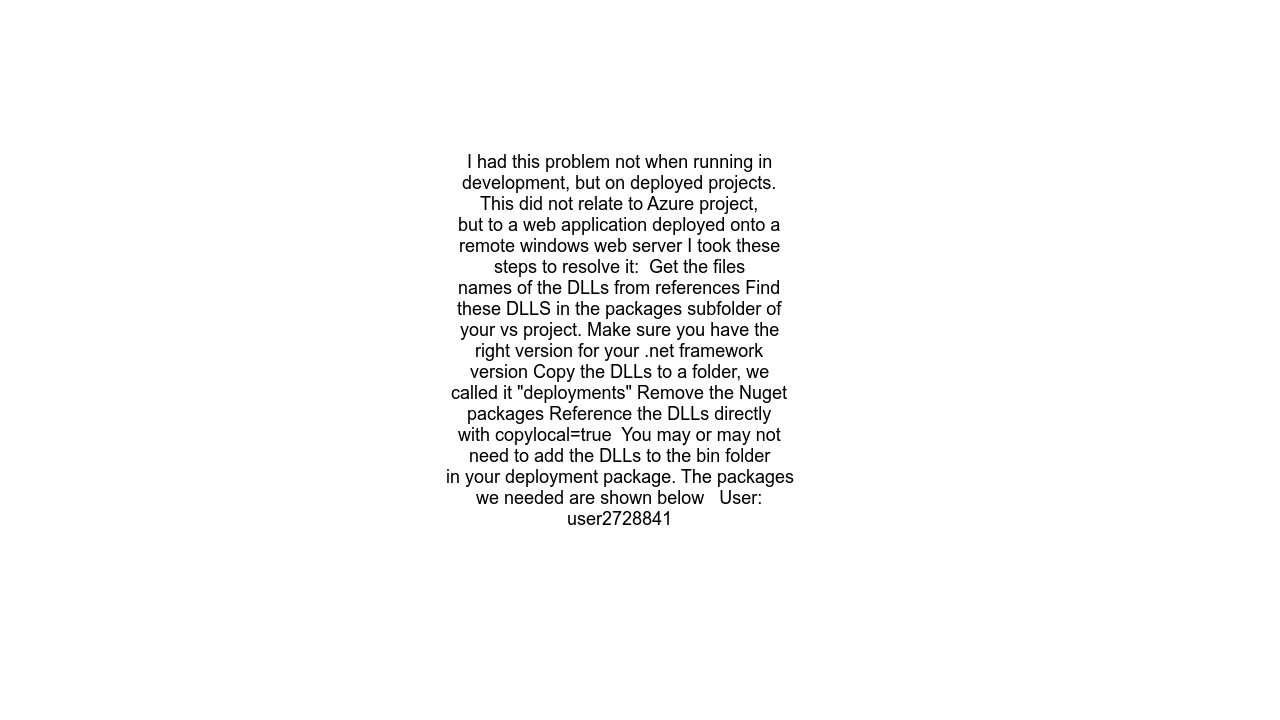 I had this problem not when running in
development, but on deployed projects.
This did not relate to Azure project,
but to a web application deployed onto a
remote windows web server I took these
steps to resolve it:  Get the files
names of the DLLs from references Find
these DLLS in the packages subfolder of
your vs project. Make sure you have the
right version for your .net framework
version Copy the DLLs to a folder, we
called it "deployments" Remove the Nuget
packages Reference the DLLs directly
with copylocal=true  You may or may not
need to add the DLLs to the bin folder
in your deployment package. The packages
we needed are shown below   User:
user2728841